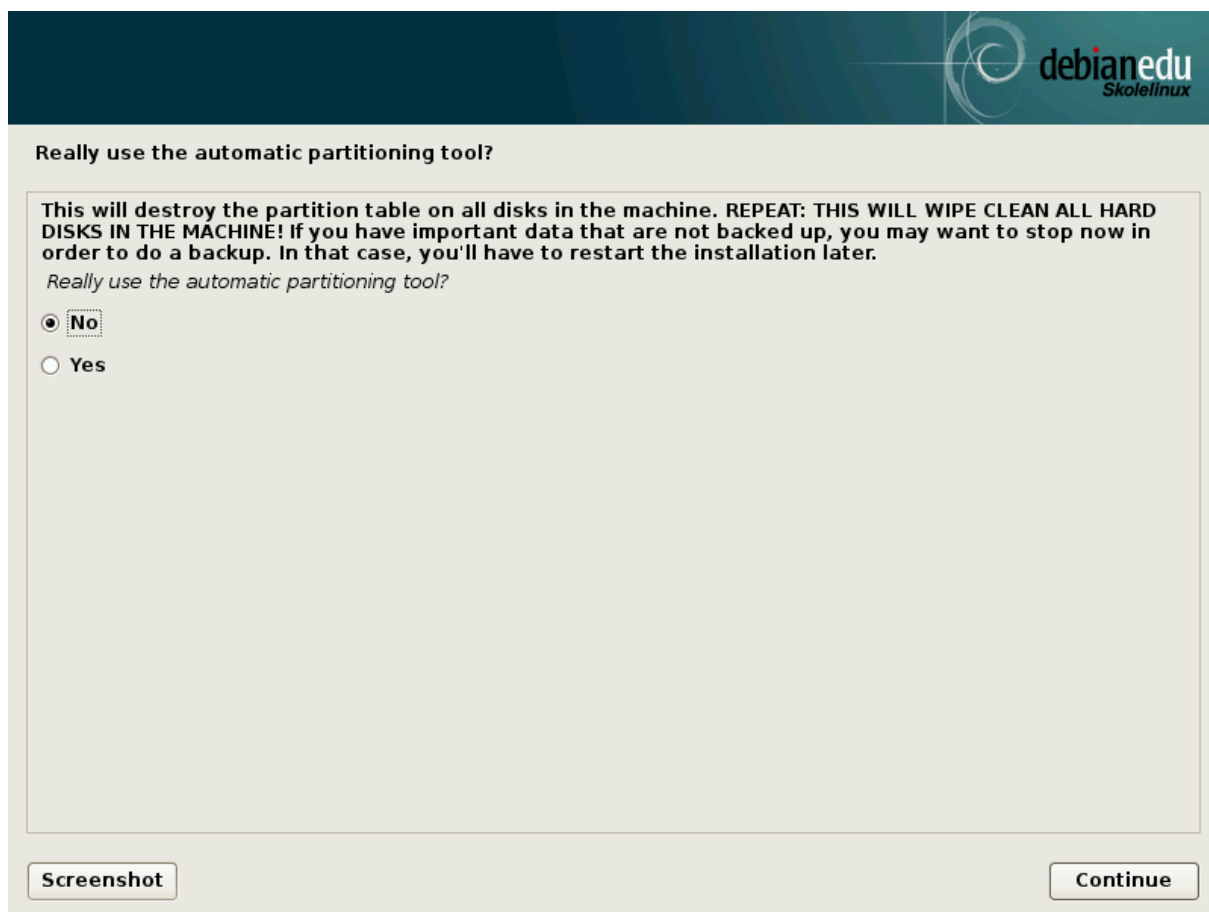 debianedu
Skolelinux
Really use the automatic partitioning tool?
This will destroy the partition table on all disks in the machine. REPEAT: THIS WILL WIPE CLEAN ALL HARD
DISKS IN THE MACHINE! If you have important data that are not backed up, you may want to stop now in
order to do a backup. In that case, you'll have to restart the installation later.
Really use the automatic partitioning tool?
No
Yes
Screenshot
Continue